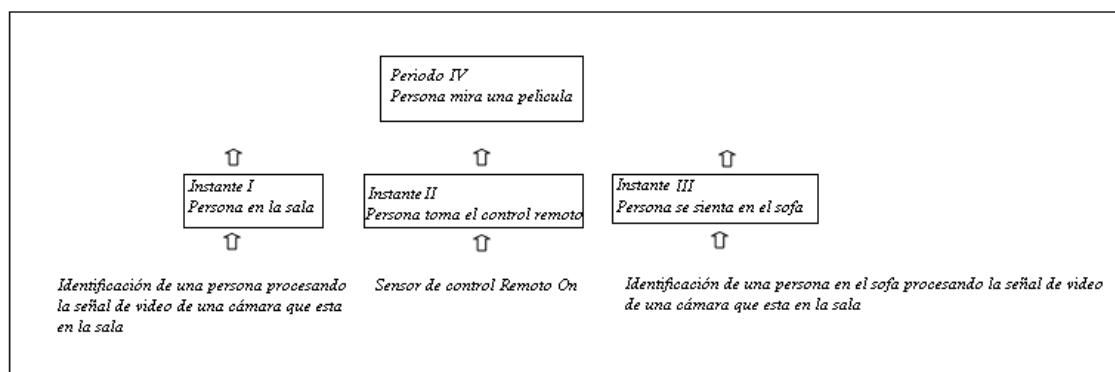 Periodo IV
Persona mira una pelicula
Instante I
Persona en la sala
Instante II
Persona toma el control remoto
Instante III
Persona se sienta en el sofa
Identificación de una persona procesando
la señal de video de una cámara que esta
en la sala
Sensor de control Remoto On
Identificación de una persona en el sofa procesando la señal de video
de una cámara que esta en la sala